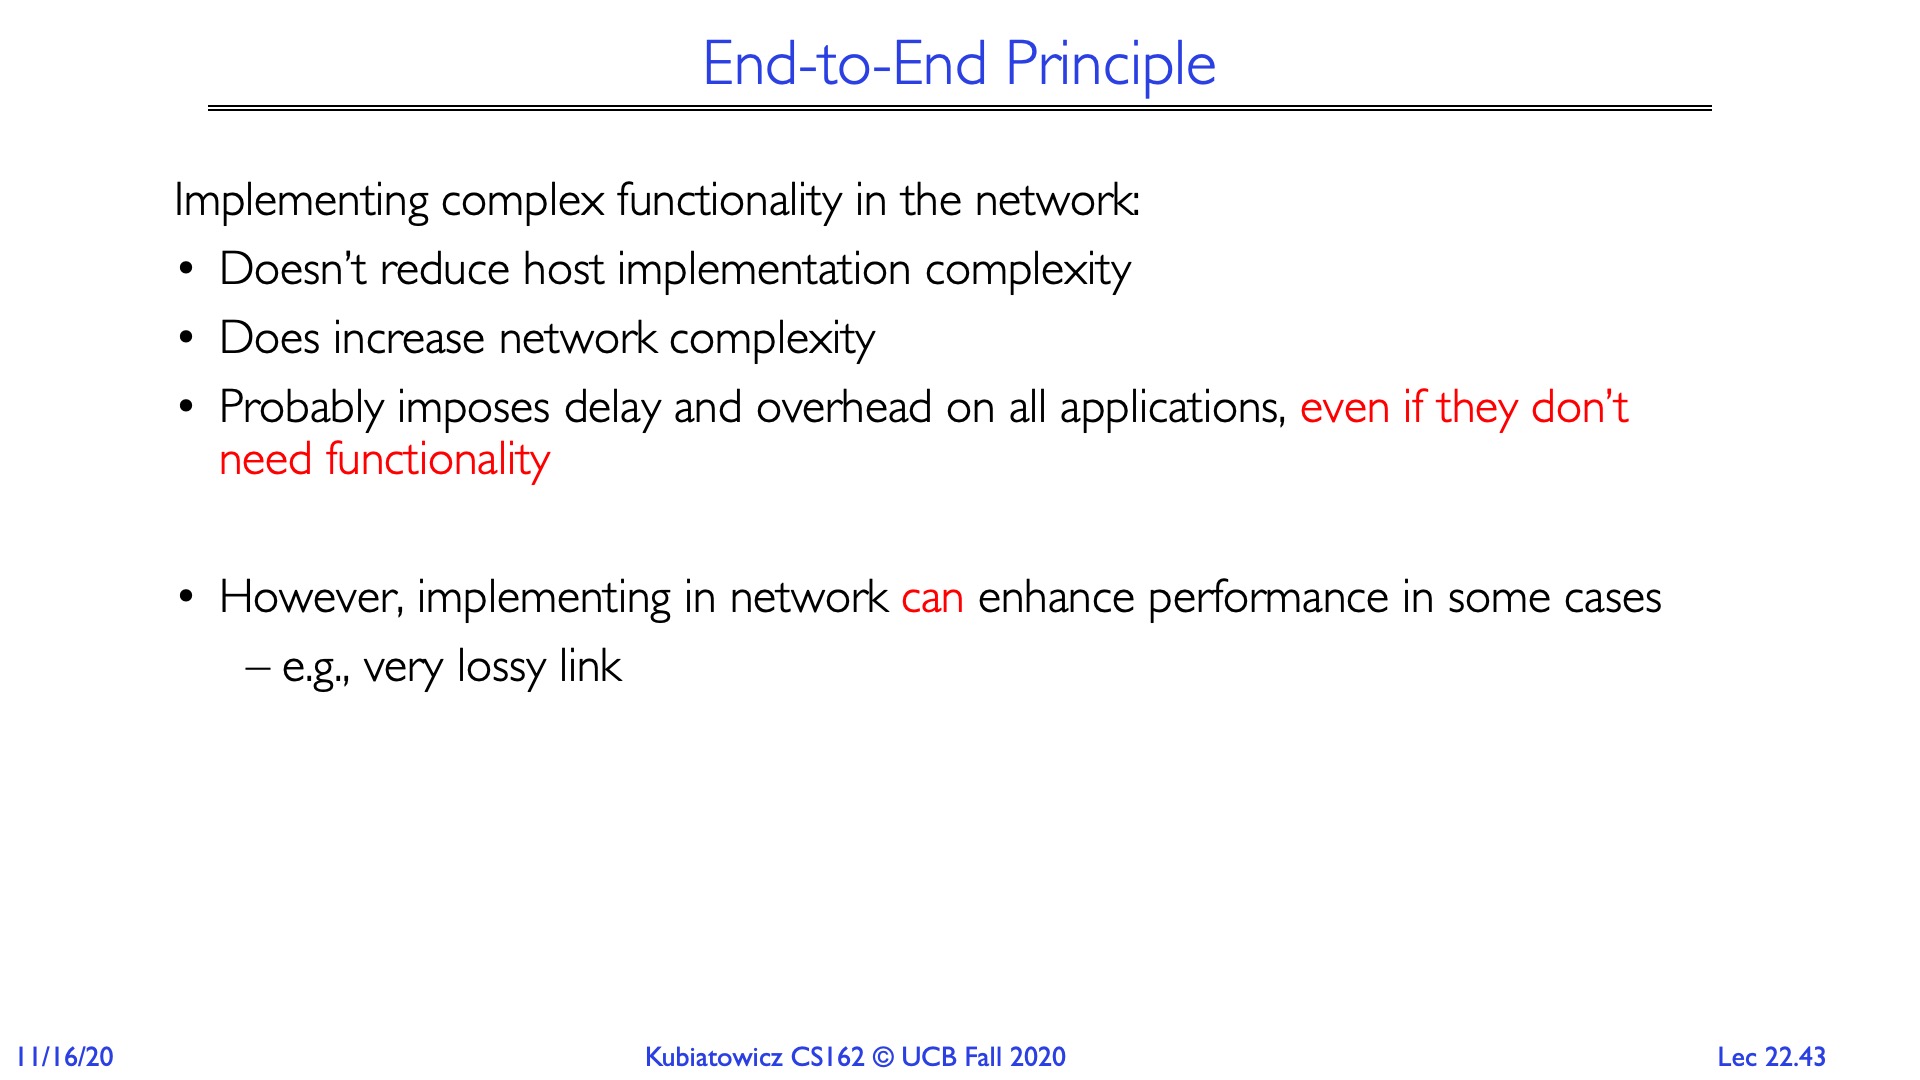 End-to-End Principle
Implementing complex functionality in the network:
• Doesn't reduce host implementation complexity
• Does increase network complexity
• Probably imposes delay and overhead on all applications, even if they don't
need functionality
• However, implementing in network can enhance performance in some cases
– e.g., very lossy link
11/16/20
Kubiatowicz CS162 © UCB Fall 2020
Lec 22.43